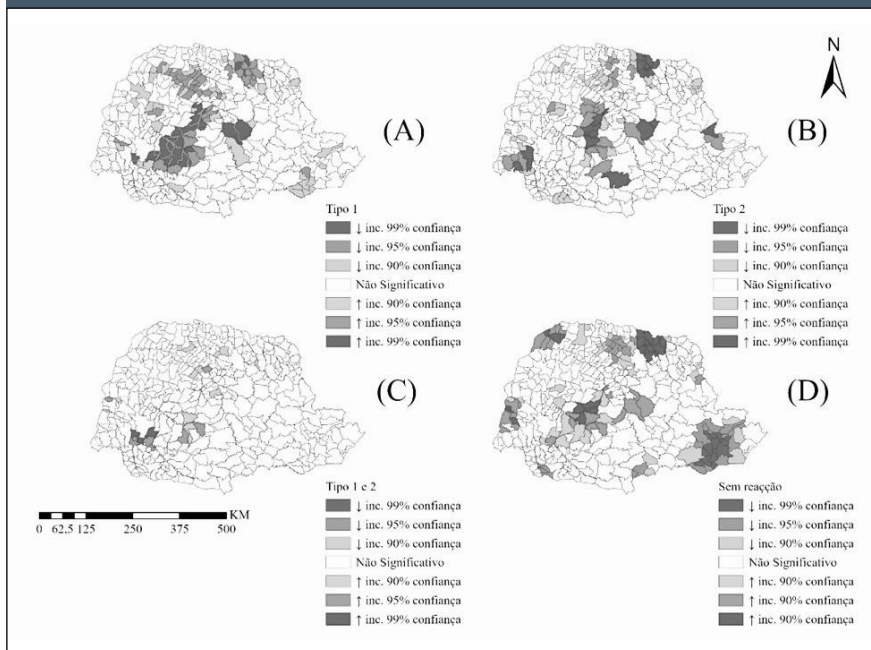 N
(A)
(B)
Tipo 1
↓ inc. 99% confiança
↓ inc. 95% confiança
↓ inc. 90% confiança
Não Significativo
↑ inc. 90% confiança
↑ inc. 95% confiança
↑ inc. 99% confiança
Tipo 2
↓ inc. 99% confiança
↓ inc. 95% confiança
↓ inc. 90% confiança
Não Significativo
↑ inc. 90% confiança
↑ inc. 95% confiança
↑ inc. 99% confiança
(C)
(D)
Tipo 1 e 2
↓ inc. 99% confiança
↓ inc. 95% confiança
↓ inc. 90% confiança
Não Significativo
↑ inc. 90% confiança
↑ inc. 95% confiança
↑ inc. 99% confiança
Sem reacção
↓ inc. 99% confiança
↓ inc. 95% confiança
↓ inc. 90% confiança
Não Significativo
↑ inc. 90% confiança
↑ inc. 90% confiança
↑ inc. 90% confiança
KM
0 62,5 125 250 375 500